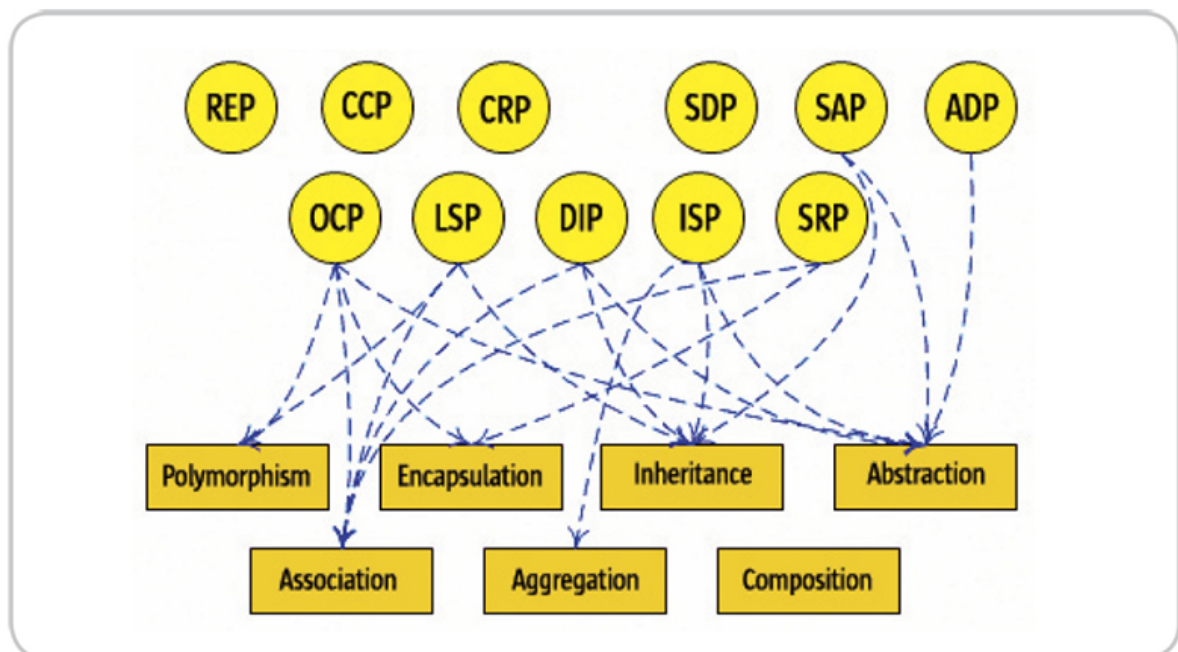 REP CCP CRP SDP SAP ADP
OCP LSP DIP ISP SRP
Polymorphism Encapsulation Inheritance Abstraction
Association Aggregation Composition